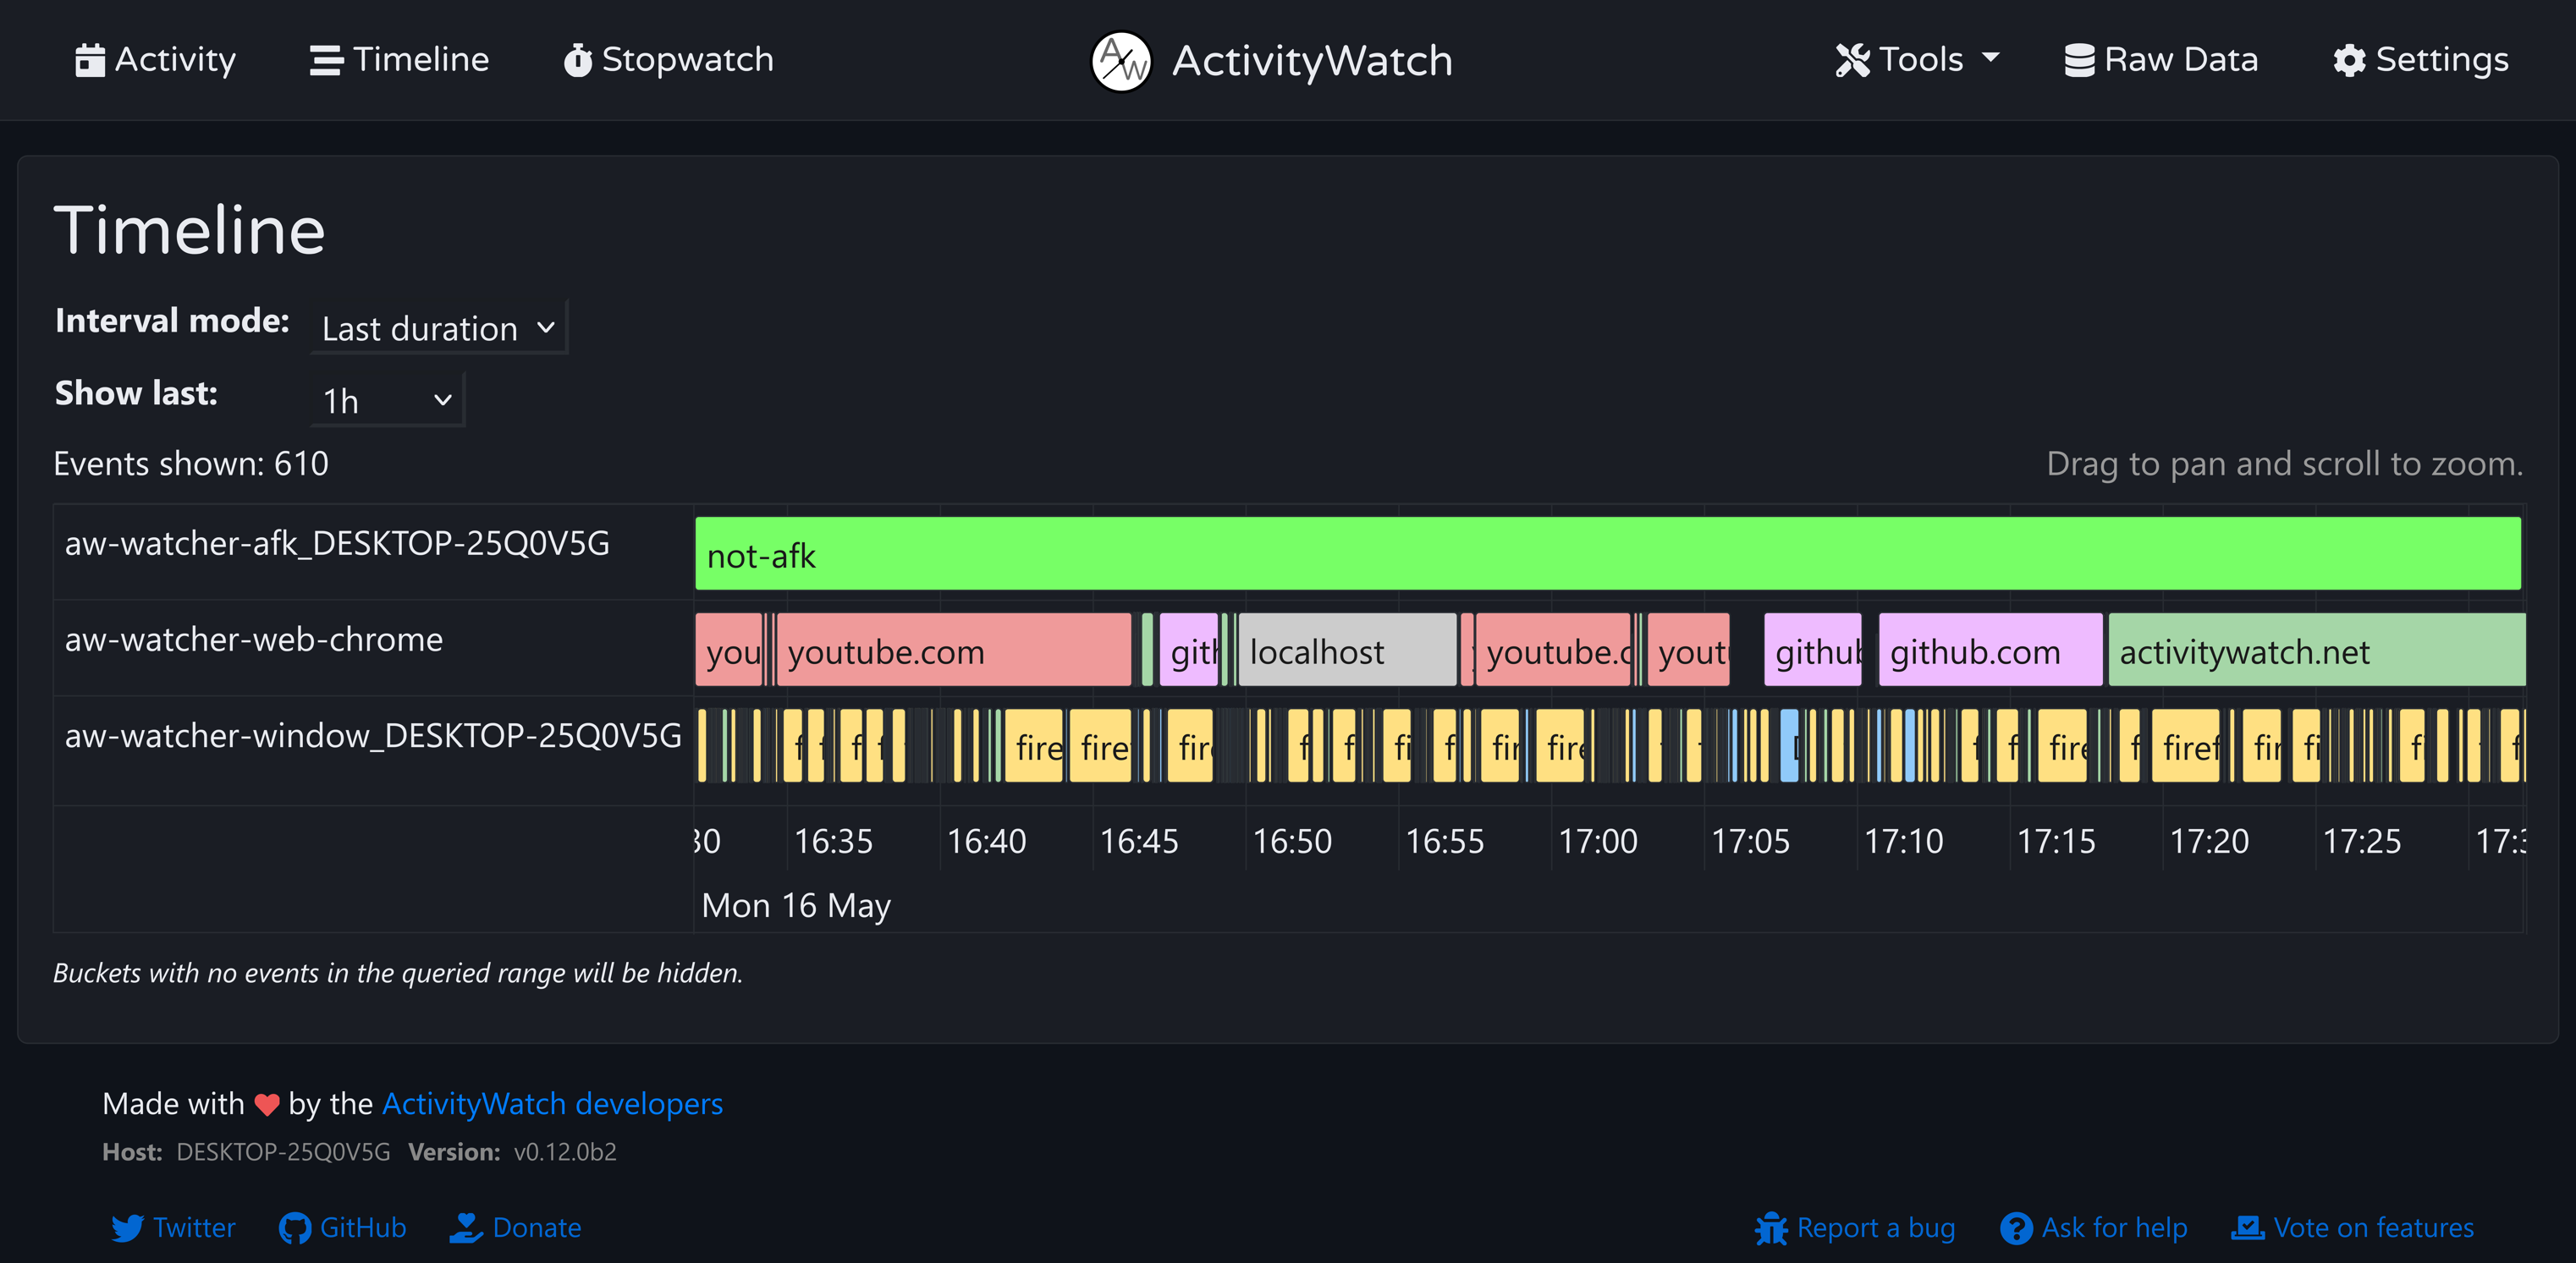 Activity Timeline Stopwatch AW ActivityWatch Tools Raw Data Settings
Timeline
Interval mode: Last duration
Show last: 1h
Events shown: 610 Drag to pan and scroll to zoom.
aw-watcher-afk_DESKTOP-25Q0V5G not-afk
aw-watcher-web-chrome you youtube.com gith localhost youtube.c yout github github.com activitywatch.net
aw-watcher-window_DESKTOP-25Q0V5G f f f fire fire fire f f fi f fir fire f f fire f firef fir fi f
30 16:35 16:40 16:45 16:50 16:55 17:00 17:05 17:10 17:15 17:20 17:25 17:3
Mon 16 May
Buckets with no events in the queried range will be hidden.
Made with ♥ by the ActivityWatch developers
Host: DESKTOP-25Q0V5G Version: v0.12.0b2
Twitter GitHub Donate Report a bug Ask for help Vote on features